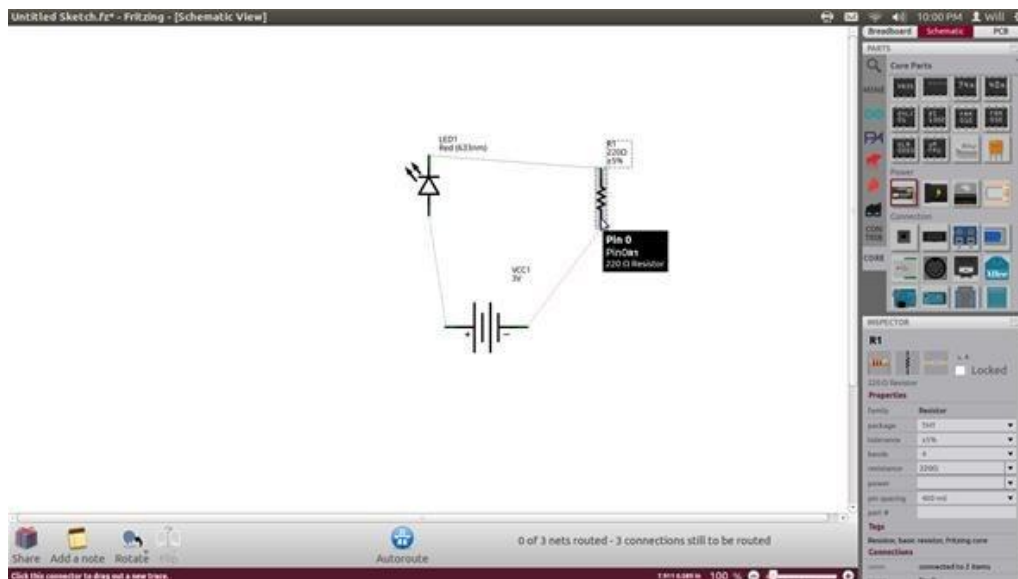 Untitled Sketch.fz* - Fritzing - [Schematic View]
10:00 PM
Will
Breadboard
Schematic
PCB
PARTS
Core Parts
MINE
Power
Connection
CORE
LED1
Red (633nm)
R1
220Ω
±5%
Pin 0
220 Ω Resistor
VCC1
3V
+
-
INSPECTOR
R1
Locked
220 Ω Resistor
Properties
family
Resistor
package
THT
tolerance
±5%
bands
4
resistance
220Ω
power
pin spacing
400 mil
part #
Tags
Resistor, basic resistor, fritzing core
Connections
conn.
connected to 2 items
Share
Add a note
Rotate
Flip
Autoroute
0 of 3 nets routed - 3 connections still to be routed
Click this connector to drag out a new trace.
100 %